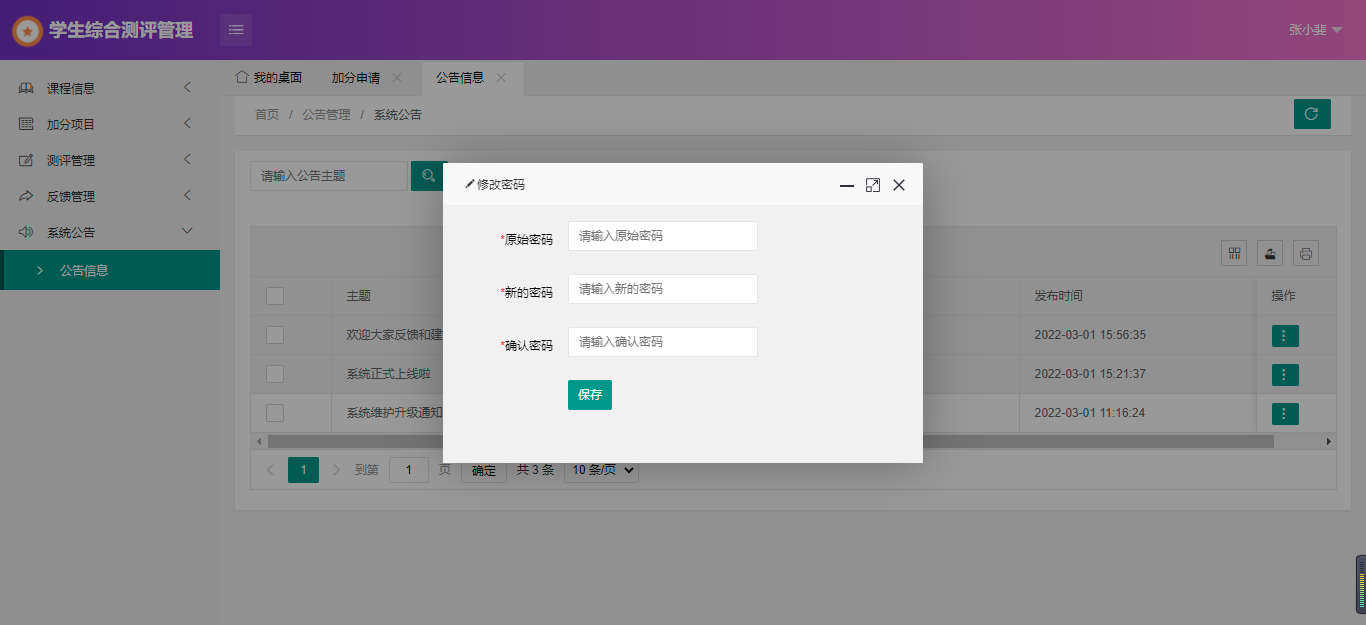 学生综合测评管理
张小斐
课程信息
加分项目
测评管理
反馈管理
系统公告
公告信息
我的桌面 加分申请 公告信息
首页 / 公告管理 / 系统公告
请输入公告主题
修改密码
*原始密码 请输入原始密码
*新的密码 请输入新的密码
*确认密码 请输入确认密码
保存
主题 发布时间 操作
欢迎大家反馈和建 2022-03-01 15:56:35
系统正式上线啦 2022-03-01 15:21:37
系统维护升级通知 2022-03-01 11:16:24
1 到第 1 页 确定 共 3 条 10 条/页